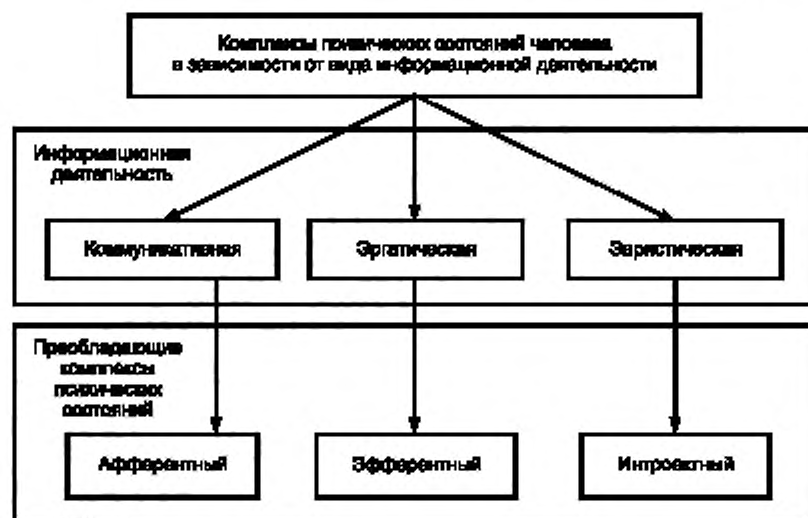 Комплексы психических состояний человека
в зависимости от вида информационной деятельности
Информационная
деятельность
Коммуникативная
Эргатическая
Эвристическая
Преобладающие
комплексы
психических
состояний
Афферентный
Эфферентный
Интроектный